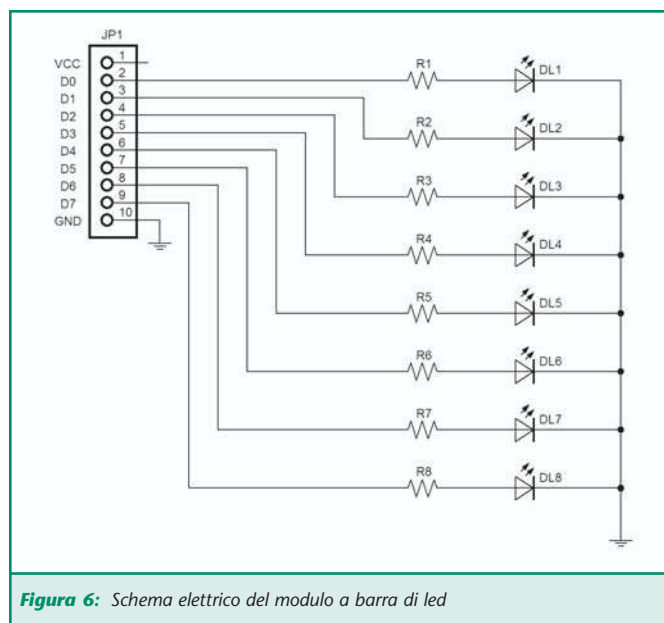 JP1
VCC 1
D0 2
D1 3
D2 4
D3 5
D4 6
D5 7
D6 8
D7 9
GND 10
R1 DL1
R2 DL2
R3 DL3
R4 DL4
R5 DL5
R6 DL6
R7 DL7
R8 DL8
Figura 6: Schema elettrico del modulo a barra di led